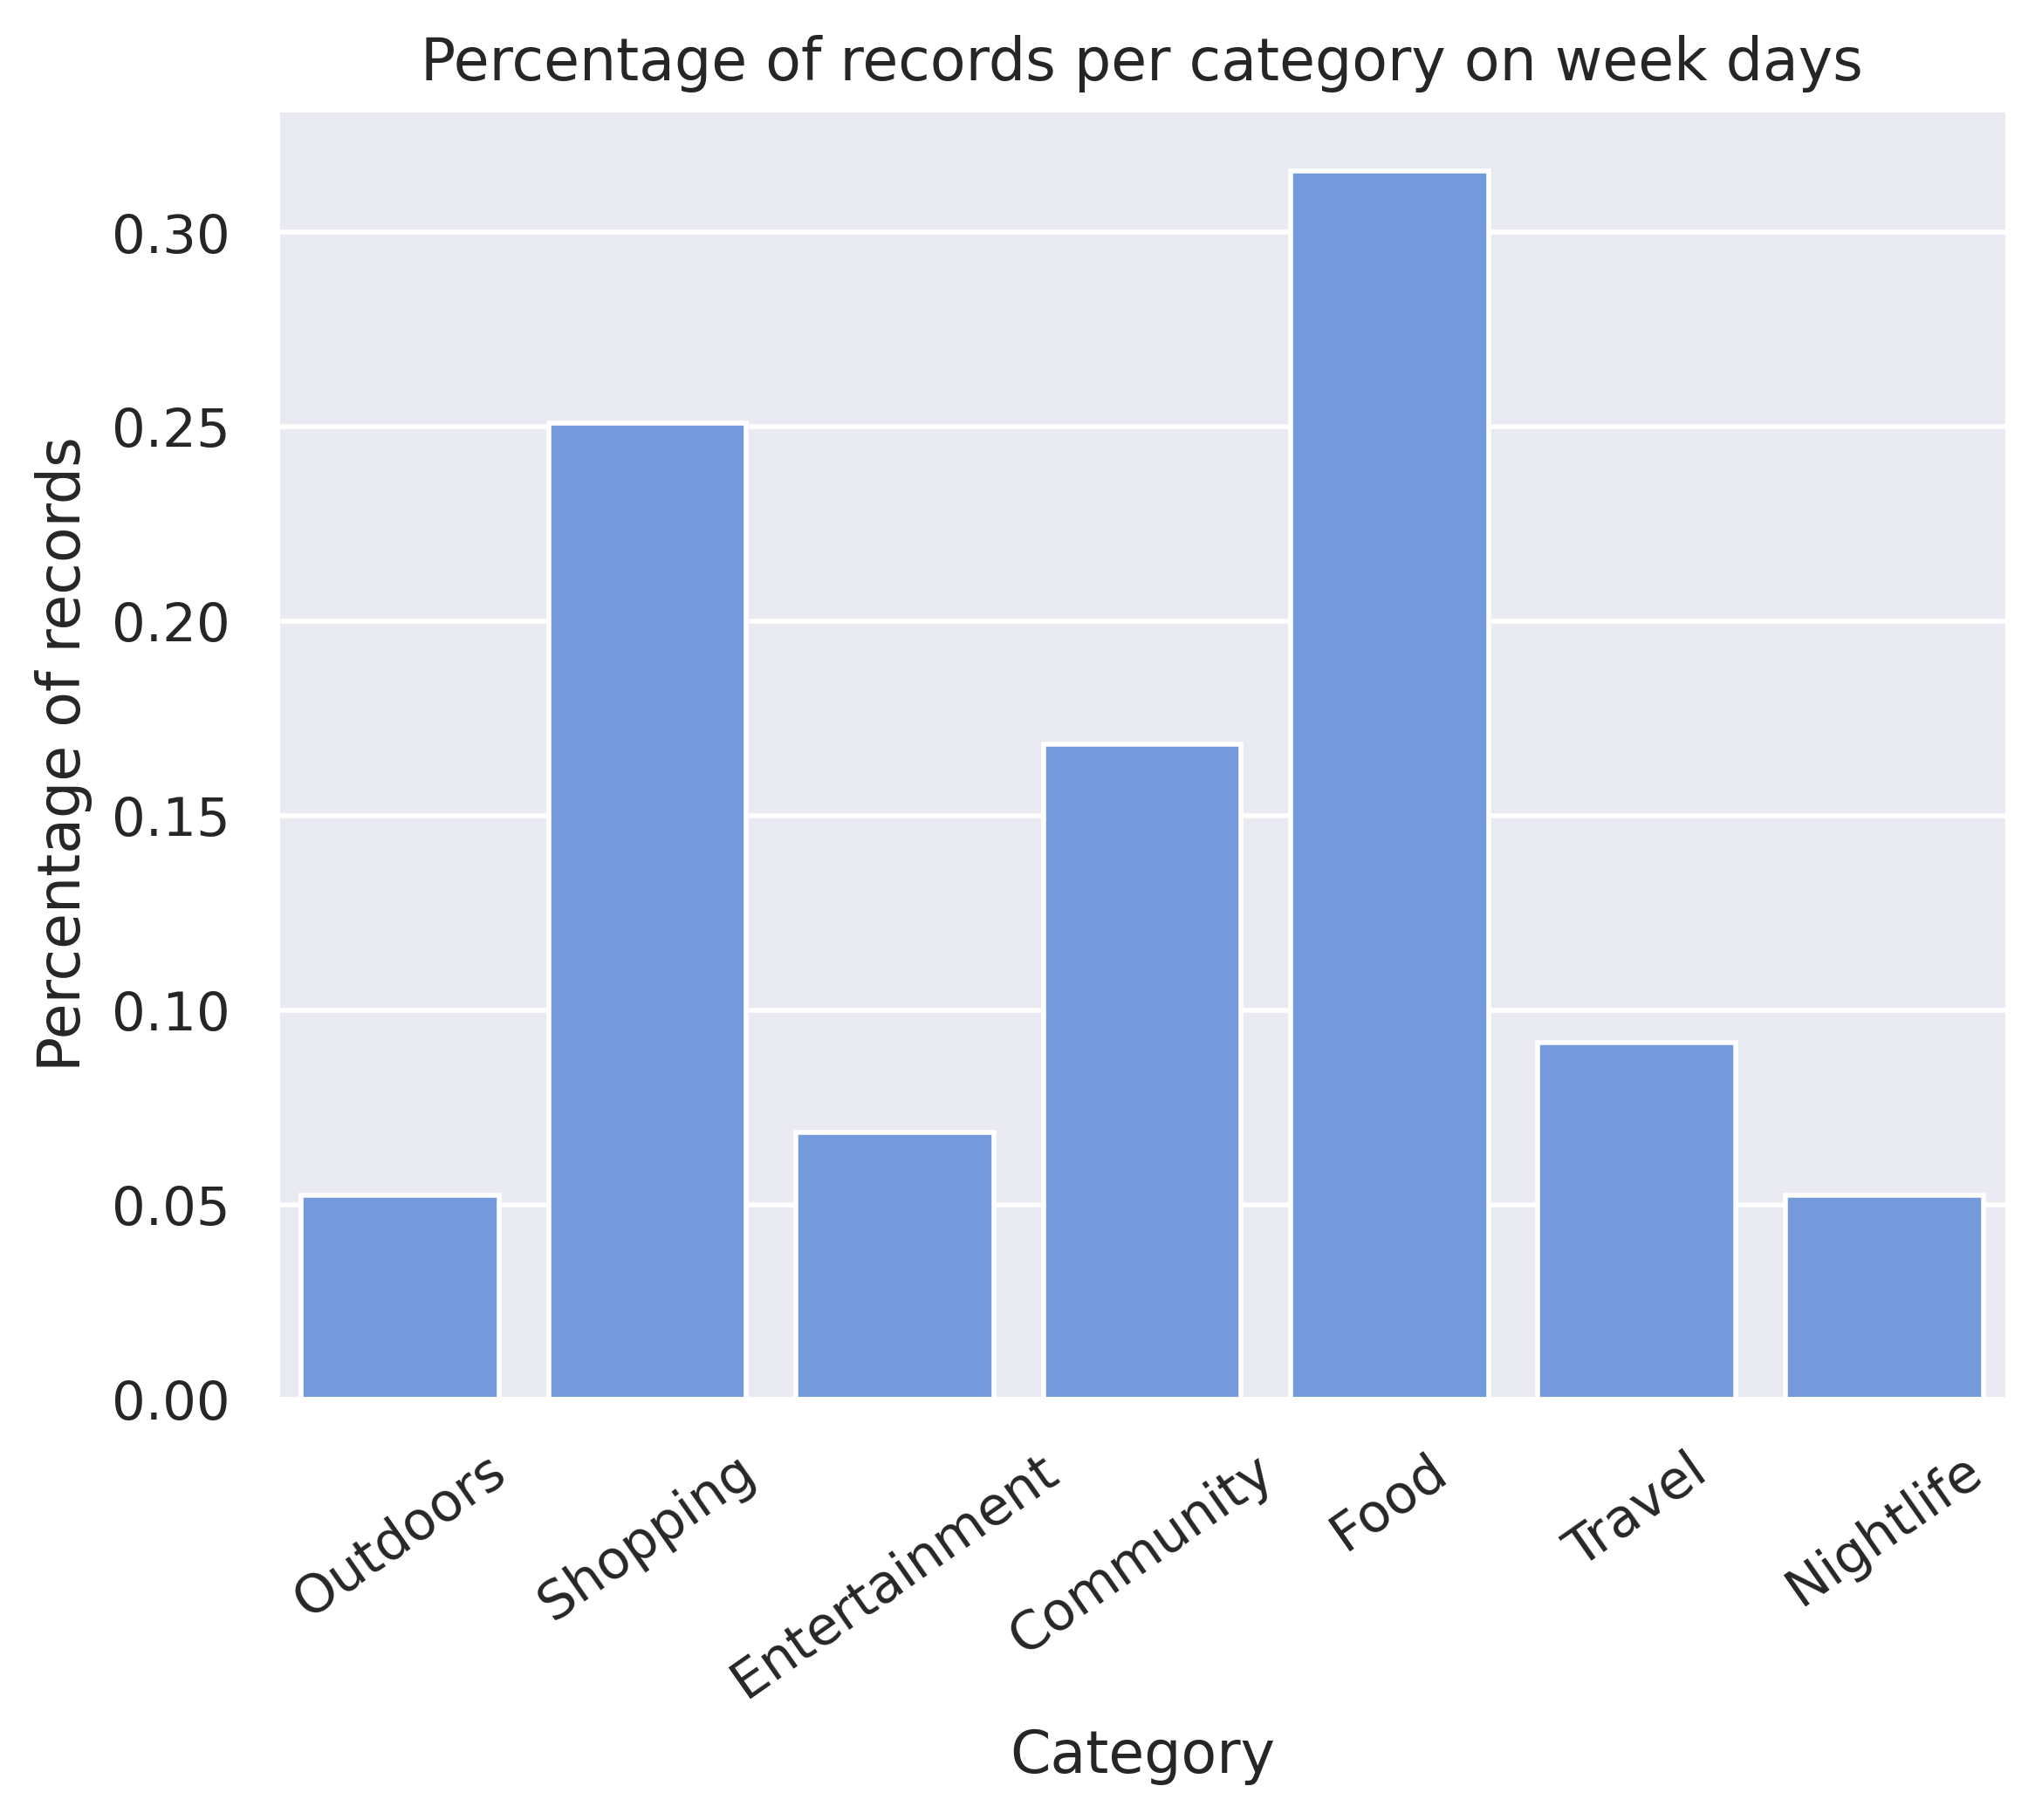 Percentage of records per category on week days
Percentage of records
0.30
0.25
0.20
0.15
0.10
0.05
0.00
Outdoors
Shopping
Entertainment
Community
Food
Travel
Nightlife
Category